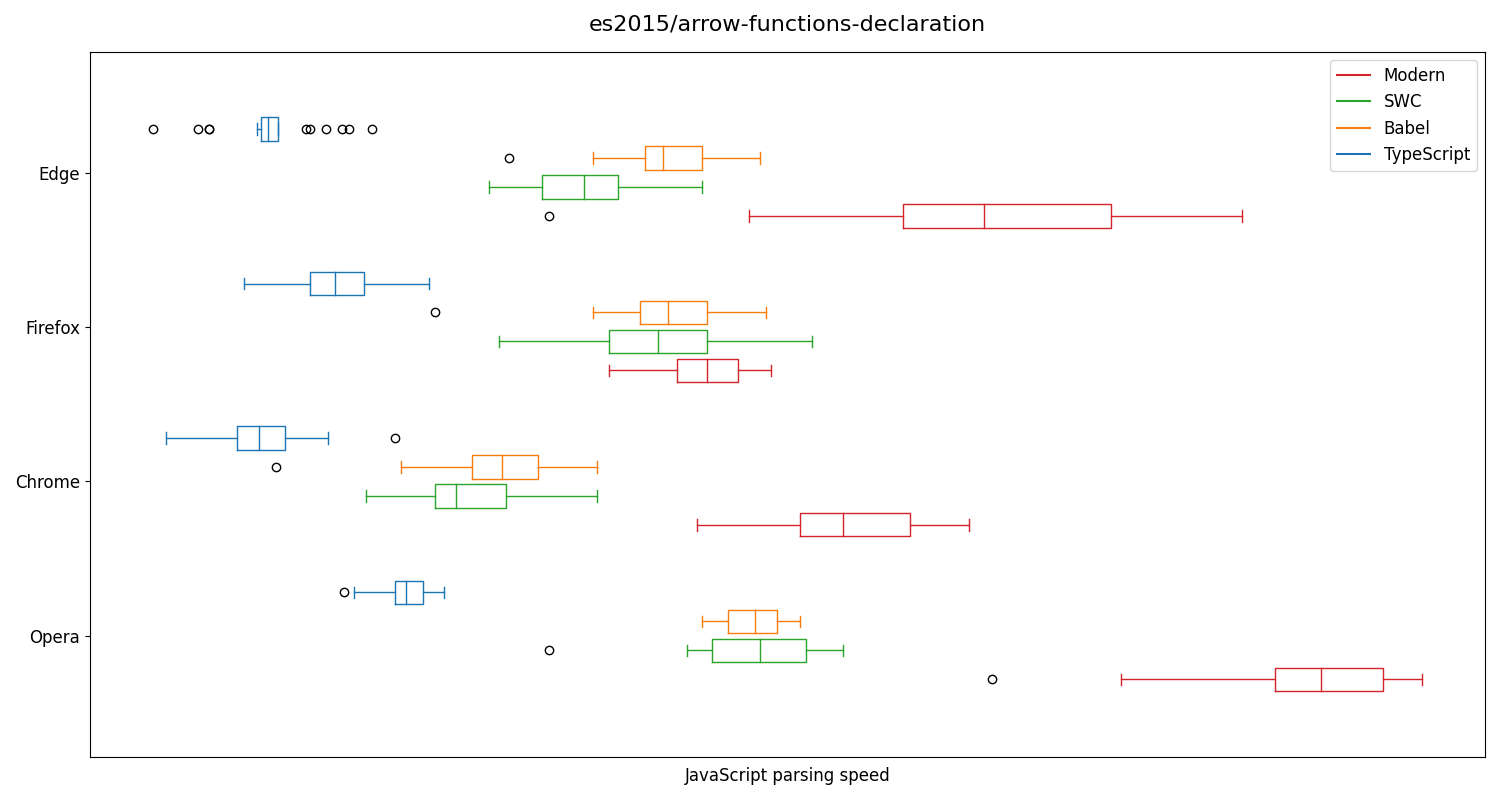 es2015/arrow-functions-declaration
Modern
SWC
Babel
TypeScript
Edge
Firefox
Chrome
Opera
JavaScript parsing speed